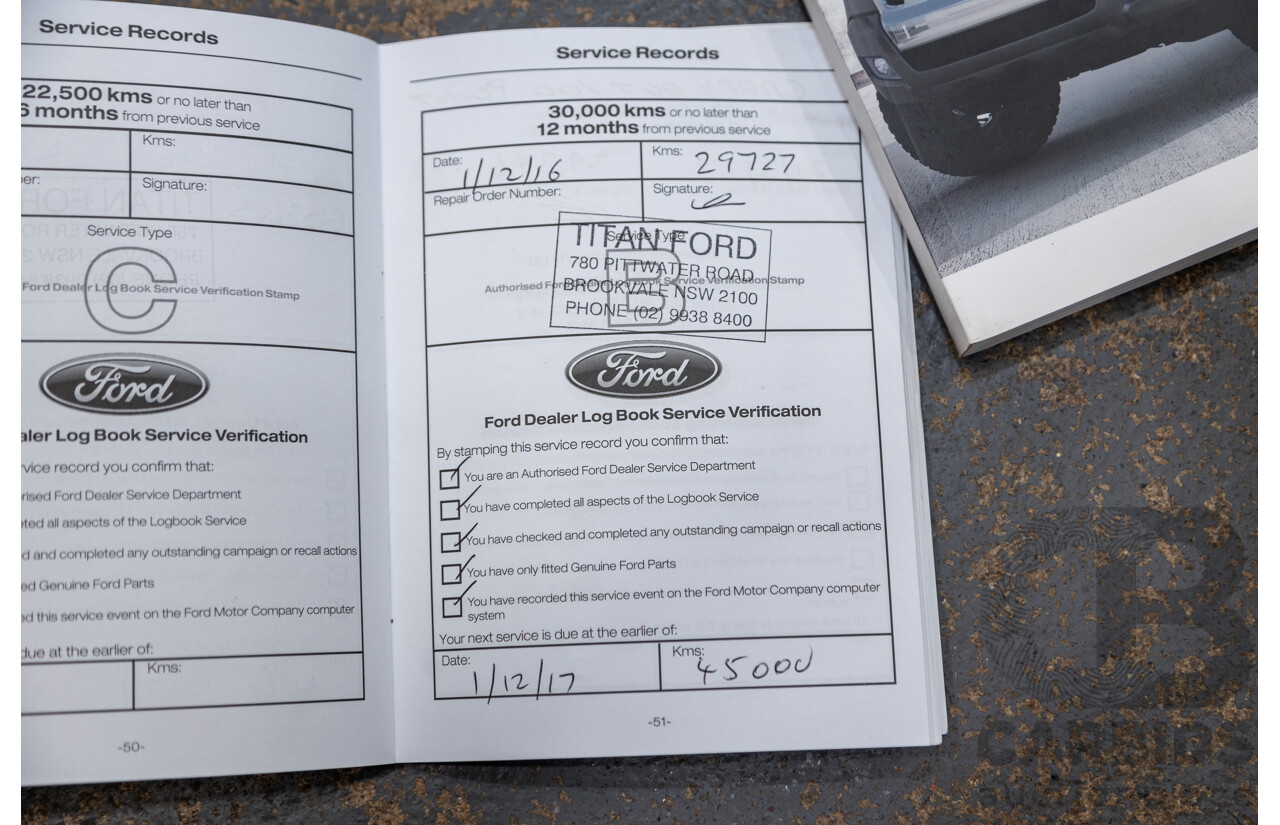 Service Records
22,500 kms or no later than
6 months from previous service
Kms:
er:
Signature:
Service Type
C
Ford Dealer Log Book Service Verification Stamp
Ford
aler Log Book Service Verification
vice record you confirm that:
rised Ford Dealer Service Department
ted all aspects of the Logbook Service
d and completed any outstanding campaign or recall actions
ed Genuine Ford Parts
d this service event on the Ford Motor Company computer
due at the earlier of:
Kms:
-50-
Service Records
30,000 kms or no later than
12 months from previous service
Date: 1/12/16
Kms: 29727
Repair Order Number:
Signature:
Service Type
B
Authorised Ford Dealer Log Book Service Verification Stamp
TITAN FORD
780 PITTWATER ROAD
BROOKVALE NSW 2100
PHONE (02) 9938 8400
Ford
Ford Dealer Log Book Service Verification
By stamping this service record you confirm that:
You are an Authorised Ford Dealer Service Department
You have completed all aspects of the Logbook Service
You have checked and completed any outstanding campaign or recall actions
You have only fitted Genuine Ford Parts
You have recorded this service event on the Ford Motor Company computer
system
Your next service is due at the earlier of:
Date: 1/12/17
Kms: 45000
-51-